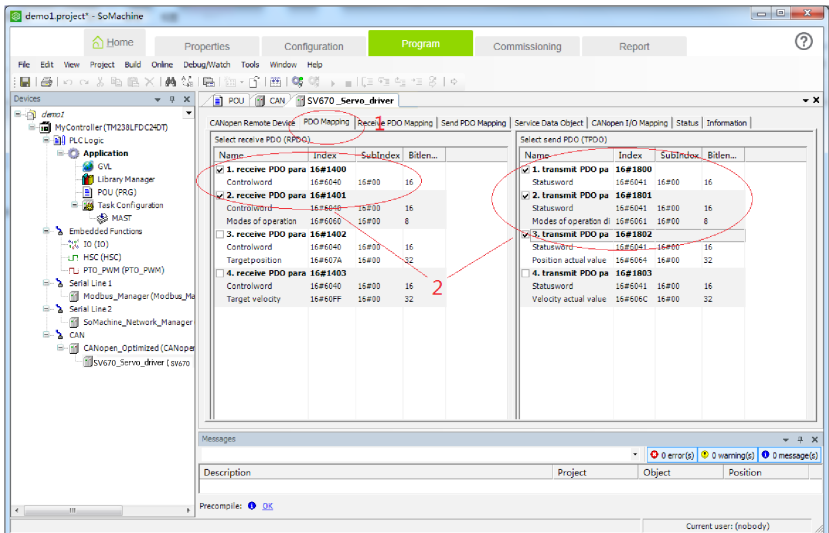 demo1.project* - SoMachine
Home
Properties
Configuration
Program
Commissioning
Report
File Edit View Project Build Online Debug/Watch Tools Window Help
Devices
POU
CAN
SV670 _Servo_driver
demo1
MyController (TM238LFDC24DT)
PLC Logic
Application
GVL
Library Manager
POU (PRG)
Task Configuration
MAST
Embedded Functions
IO (IO)
HSC (HSC)
PTO_PWM (PTO_PWM)
Serial Line 1
Modbus_Manager (Modbus_Ma
Serial Line 2
SoMachine_Network_Manager
CAN
CANopen_Optimized (CANope
SV670_Servo_driver (SV670
CANopen Remote Device PDO Mapping Receive PDO Mapping Send PDO Mapping Service Data Object CANopen I/O Mapping Status Information
1
Select receive PDO (RPDO)
Name Index SubIndex Bitlen...
1. receive PDO para 16#1400
Controlword 16#6040 16#00 16
2. receive PDO para 16#1401
Controlword 16#6040 16#00 16
Modes of operation 16#6060 16#00 8
3. receive PDO para 16#1402
Controlword 16#6040 16#00 16
Targetposition 16#607A 16#00 32
4. receive PDO para 16#1403
Controlword 16#6040 16#00 16
Target velocity 16#60FF 16#00 32
2
Select send PDO (TPDO)
Name Index SubIndex Bitlen...
1. transmit PDO pa 16#1800
Statusword 16#6041 16#00 16
2. transmit PDO pa 16#1801
Statusword 16#6041 16#00 16
Modes of operation di 16#6061 16#00 8
3. transmit PDO pa 16#1802
Statusword 16#6041 16#00 16
Position actual value 16#6064 16#00 32
4. transmit PDO pa 16#1803
Statusword 16#6041 16#00 16
Velocity actual value 16#606C 16#00 32
Messages
0 error(s) 0 warning(s) 0 message(s)
Description Project Object Position
Precompile: OK
Current user: (nobody)